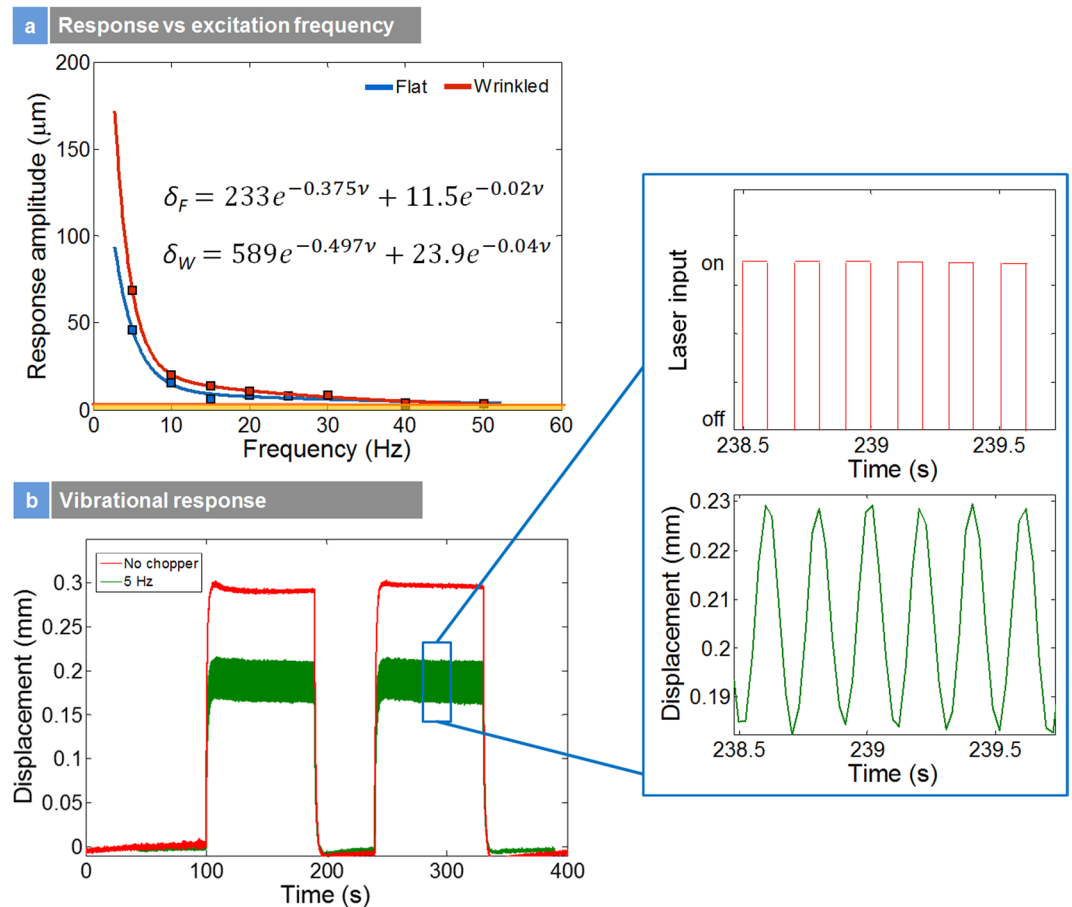 a Response vs excitation frequency
200
150
100
50
0
Response amplitude (μm)
Flat Wrinkled
δ_F = 233e^{−0.375ν} + 11.5e^{−0.02ν}
δ_W = 589e^{−0.497ν} + 23.9e^{−0.04ν}
0 10 20 30 40 50 60
Frequency (Hz)
b Vibrational response
No chopper
5 Hz
0.3
0.25
0.2
0.15
0.1
0.05
0
Displacement (mm)
0 100 200 300 400
Time (s)
on
off
Laser input
238.5 239 239.5
Time (s)
0.23
0.22
0.21
0.2
0.19
Displacement (mm)
238.5 239 239.5
Time (s)